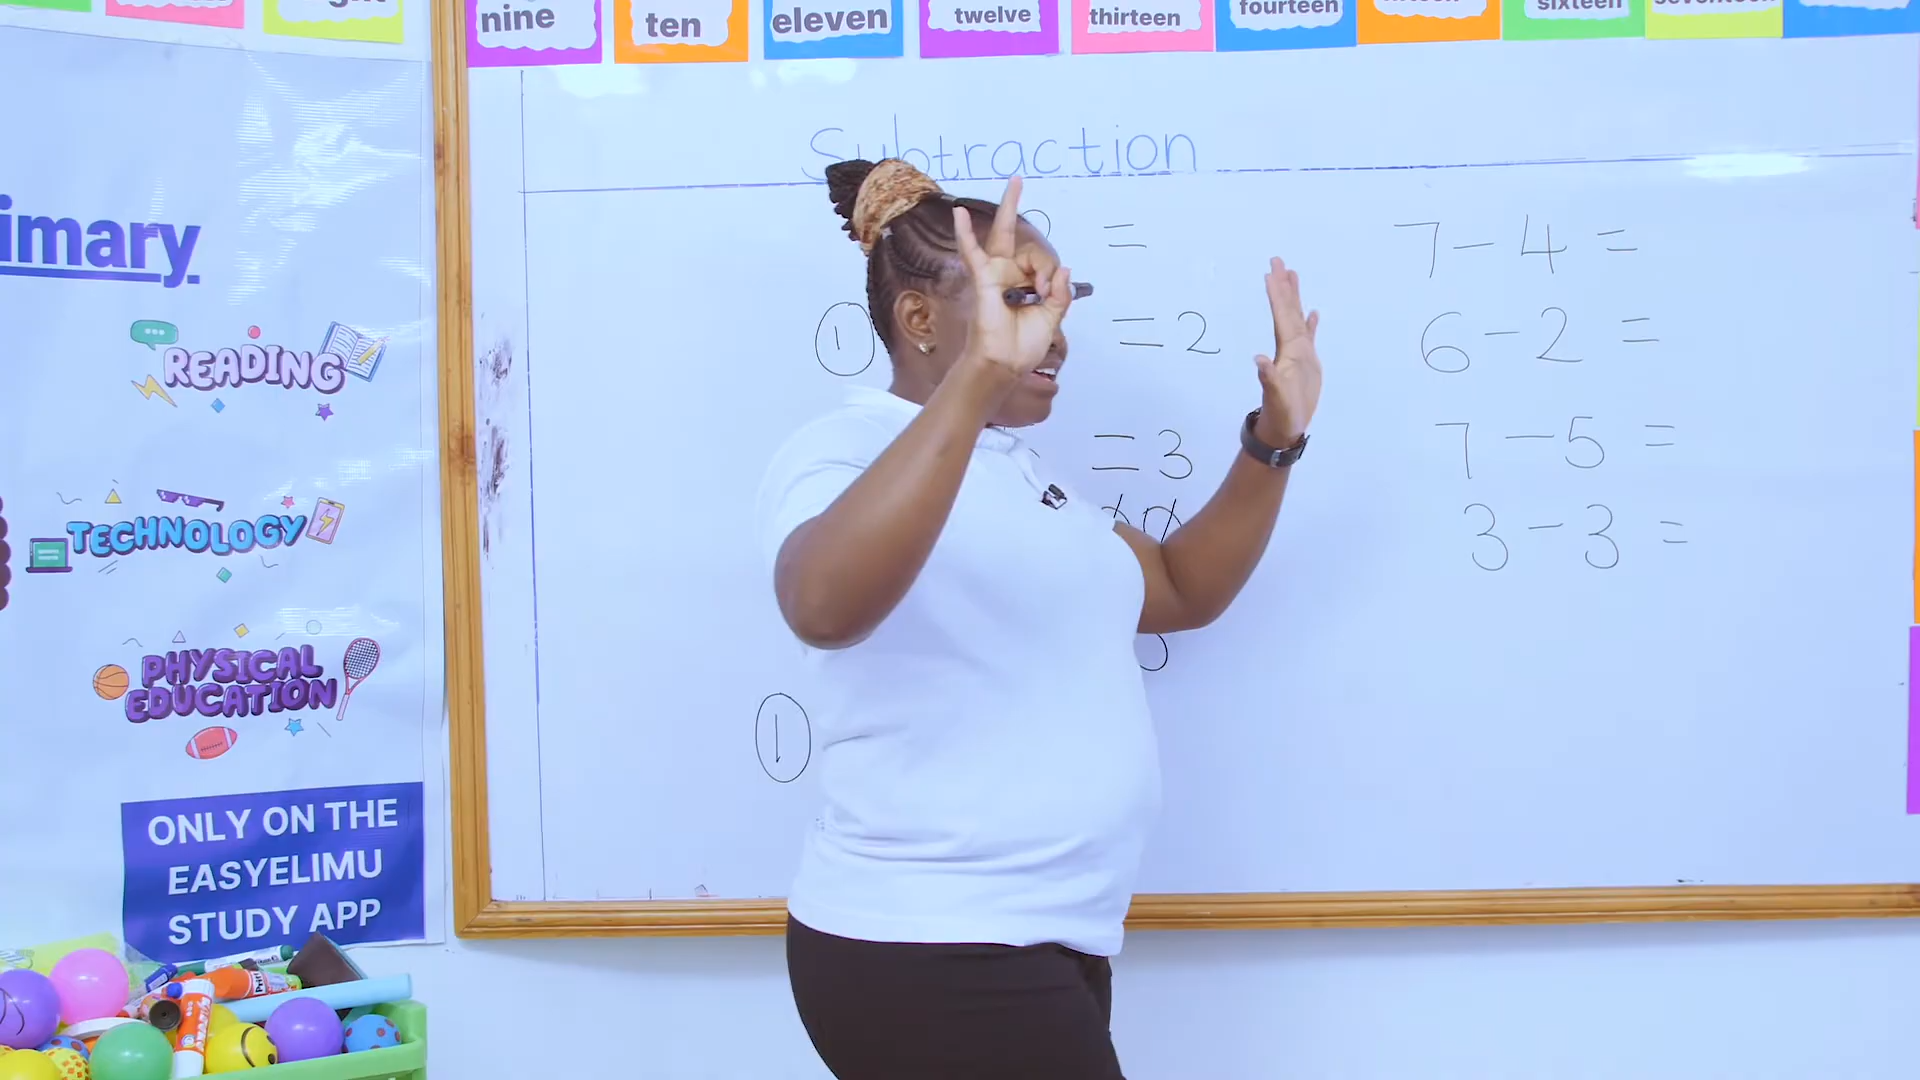 nine
ten
eleven
twelve
thirteen
fourteen
sixteen
imary.
READING
TECHNOLOGY
PHYSICAL
EDUCATION
ONLY ON THE
EASYELIMU
STUDY APP
Subtraction
=
1 = 2
= 3
1
7 - 4 =
6 - 2 =
7 - 5 =
3 - 3 =